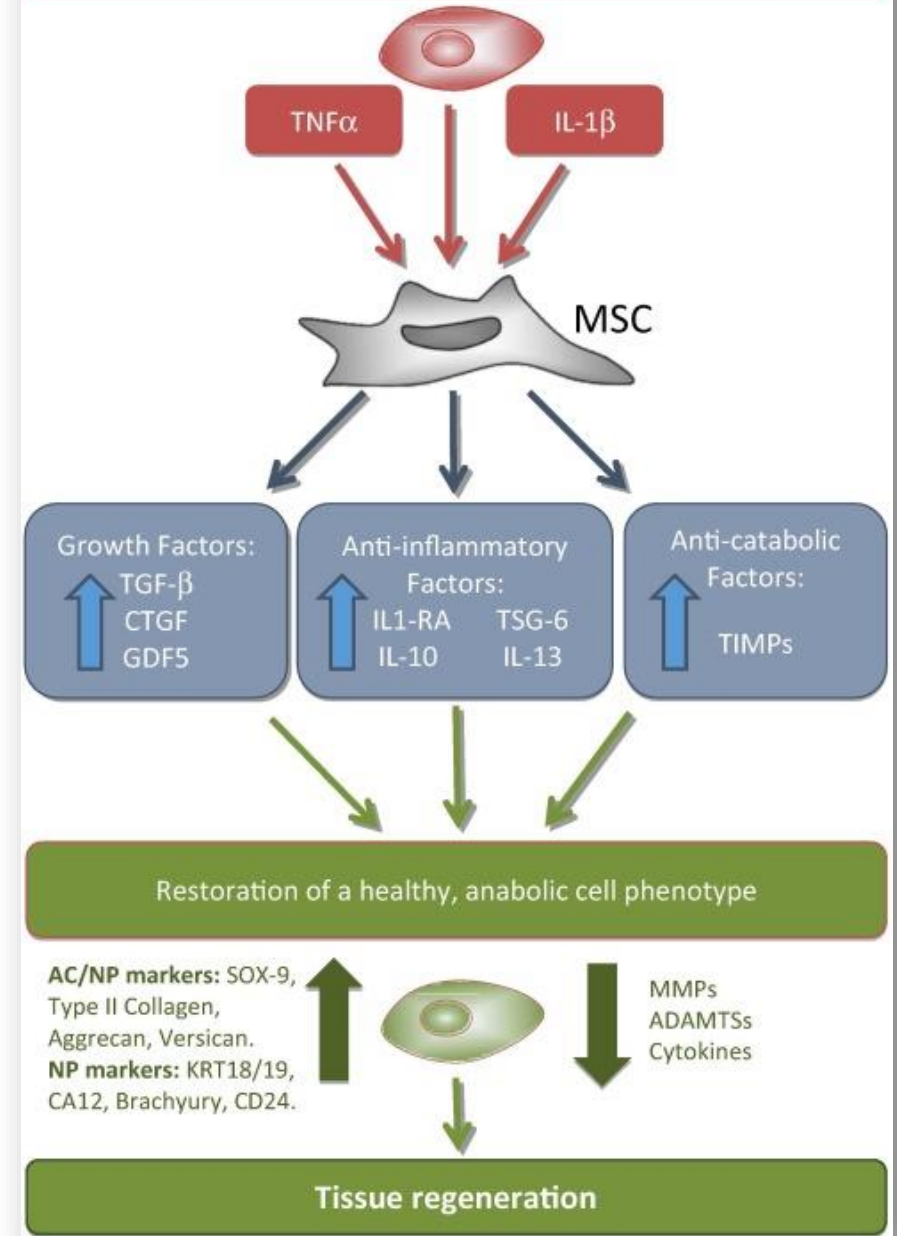 TNFα
IL-1β
MSC
Growth Factors:
TGF-β
CTGF
GDF5
Anti-inflammatory
Factors:
IL1-RA TSG-6
IL-10 IL-13
Anti-catabolic
Factors:
TIMPs
Restoration of a healthy, anabolic cell phenotype
AC/NP markers: SOX-9,
Type II Collagen,
Aggrecan, Versican.
NP markers: KRT18/19,
CA12, Brachyury, CD24.
MMPs
ADAMTSs
Cytokines
Tissue regeneration